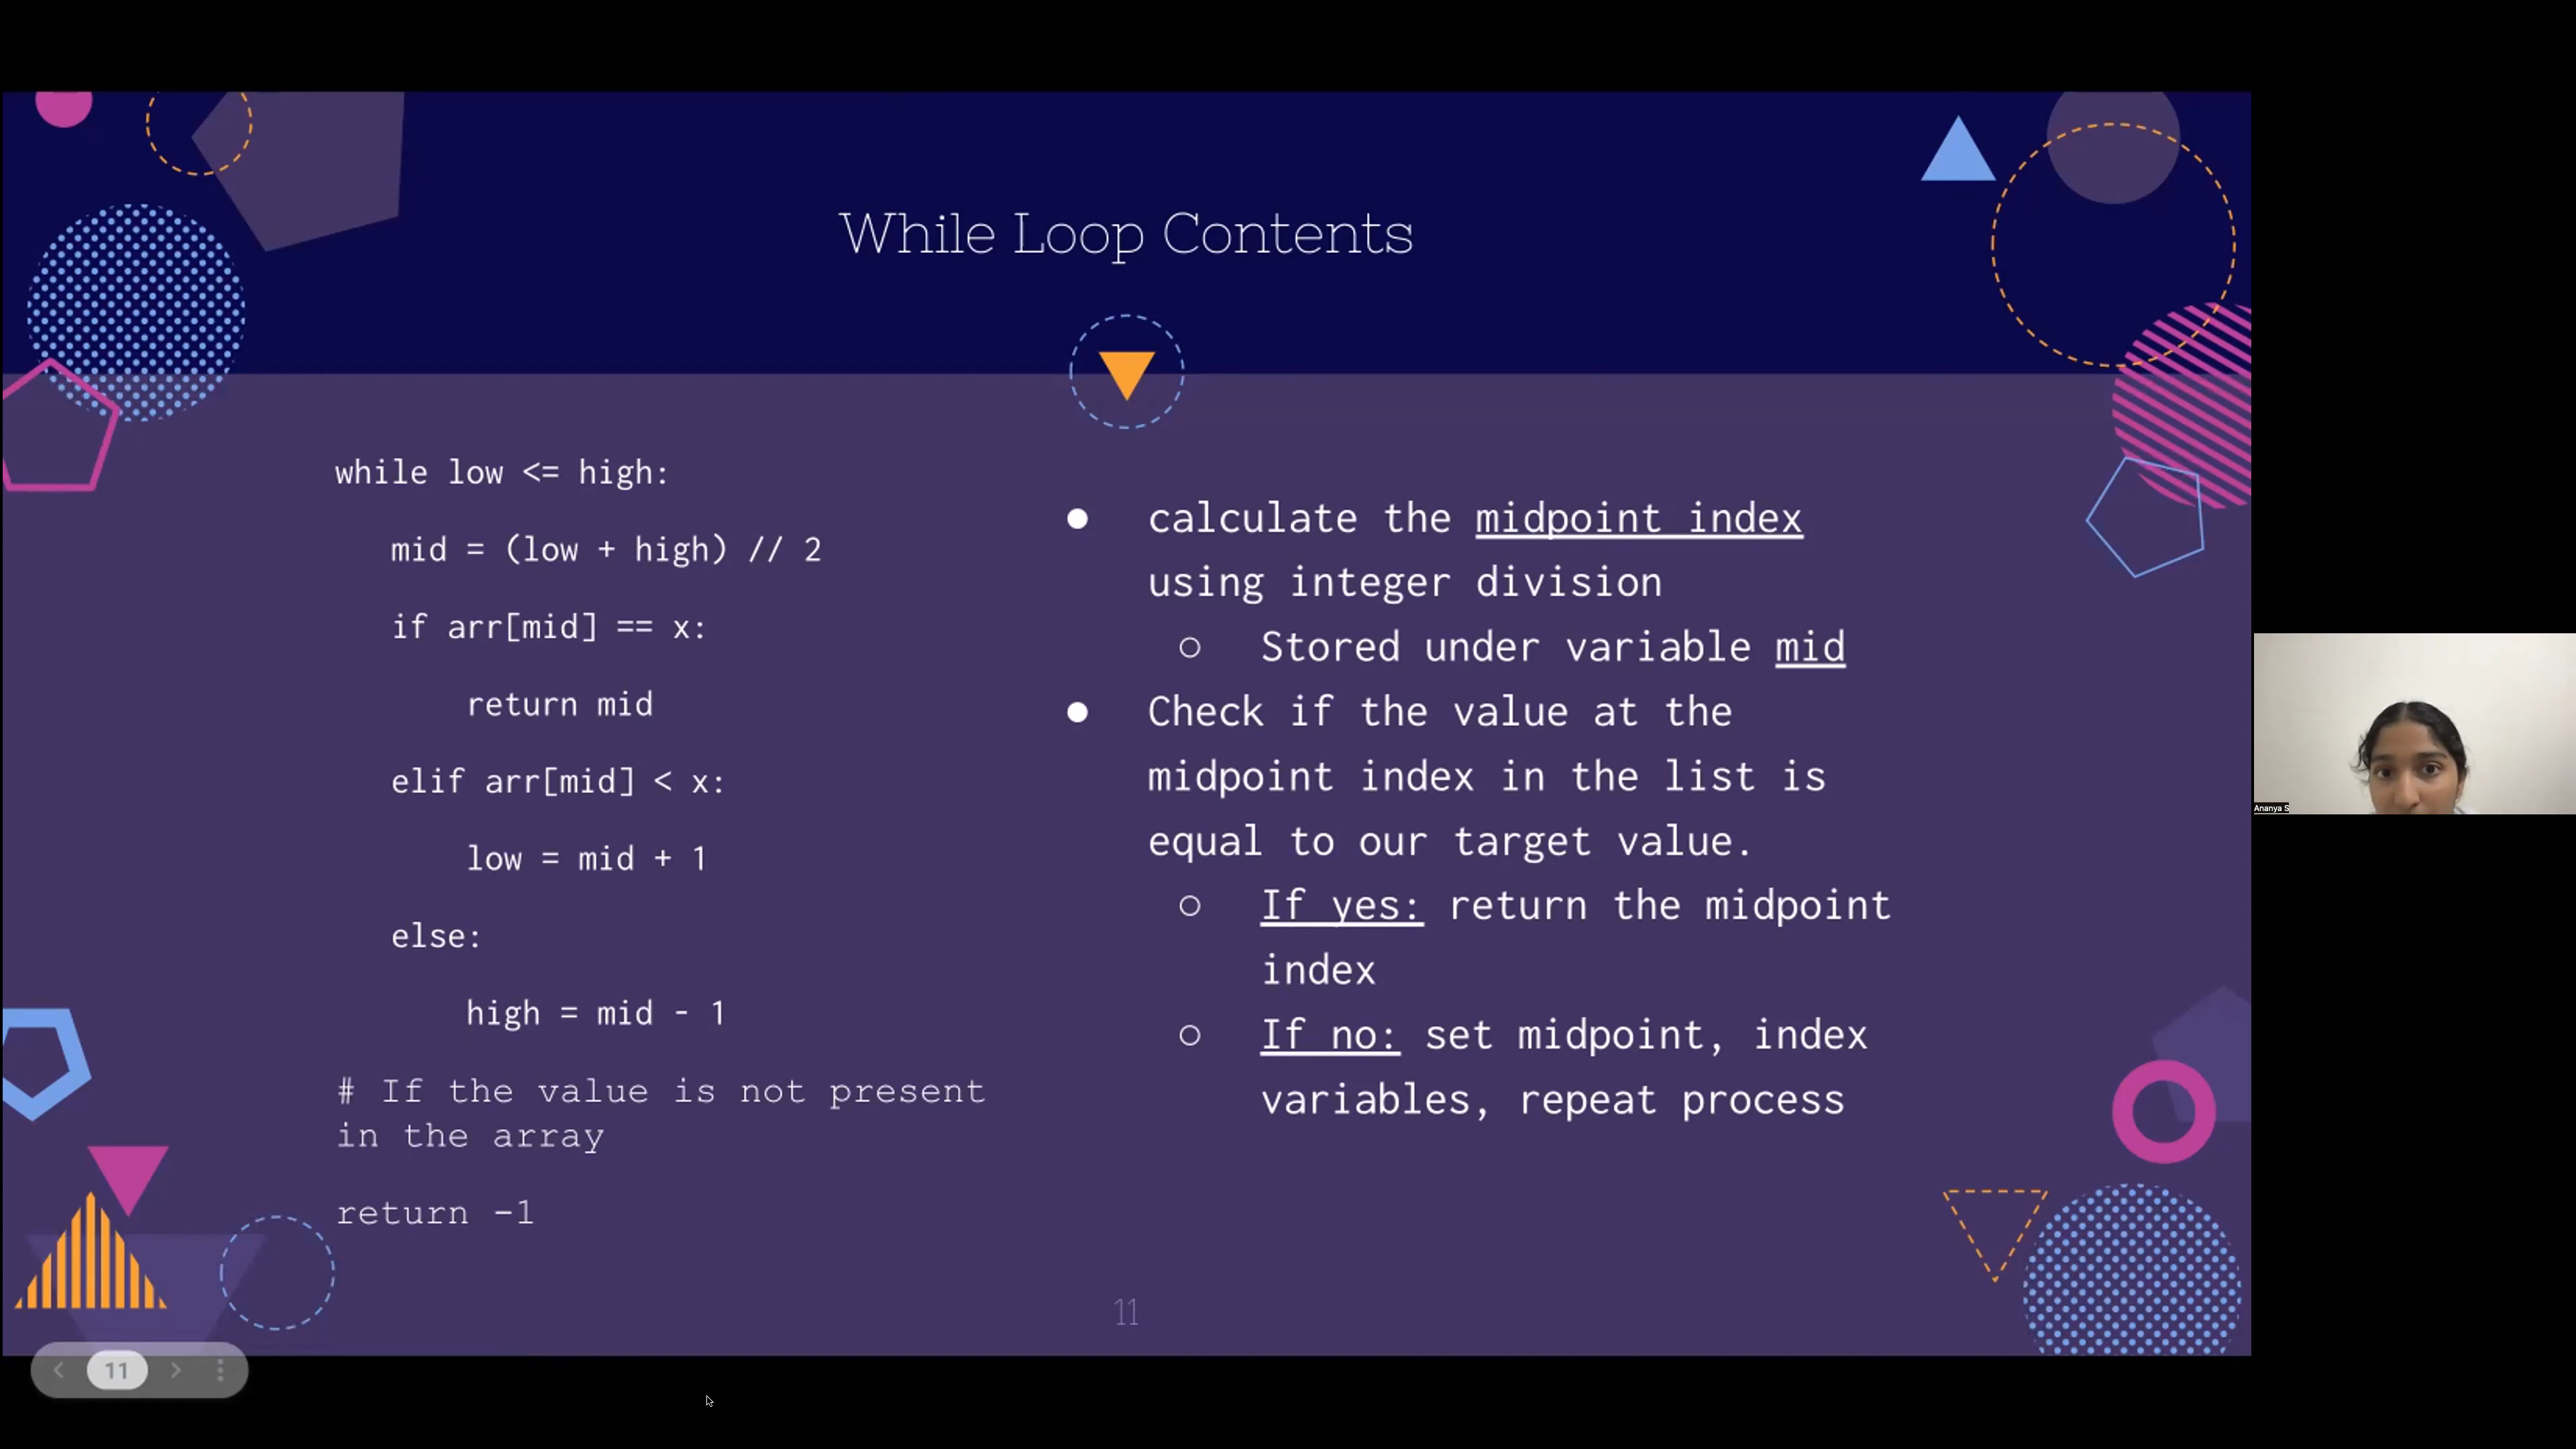 While Loop Contents
while low <= high:
mid = (low + high) // 2
if arr[mid] == x:
return mid
elif arr[mid] < x:
low = mid + 1
else:
high = mid - 1
# If the value is not present
in the array
return -1
● calculate the midpoint index
using integer division
○ Stored under variable mid
● Check if the value at the
midpoint index in the list is
equal to our target value.
○ If yes: return the midpoint
index
○ If no: set midpoint, index
variables, repeat process
11
11
Ananya S